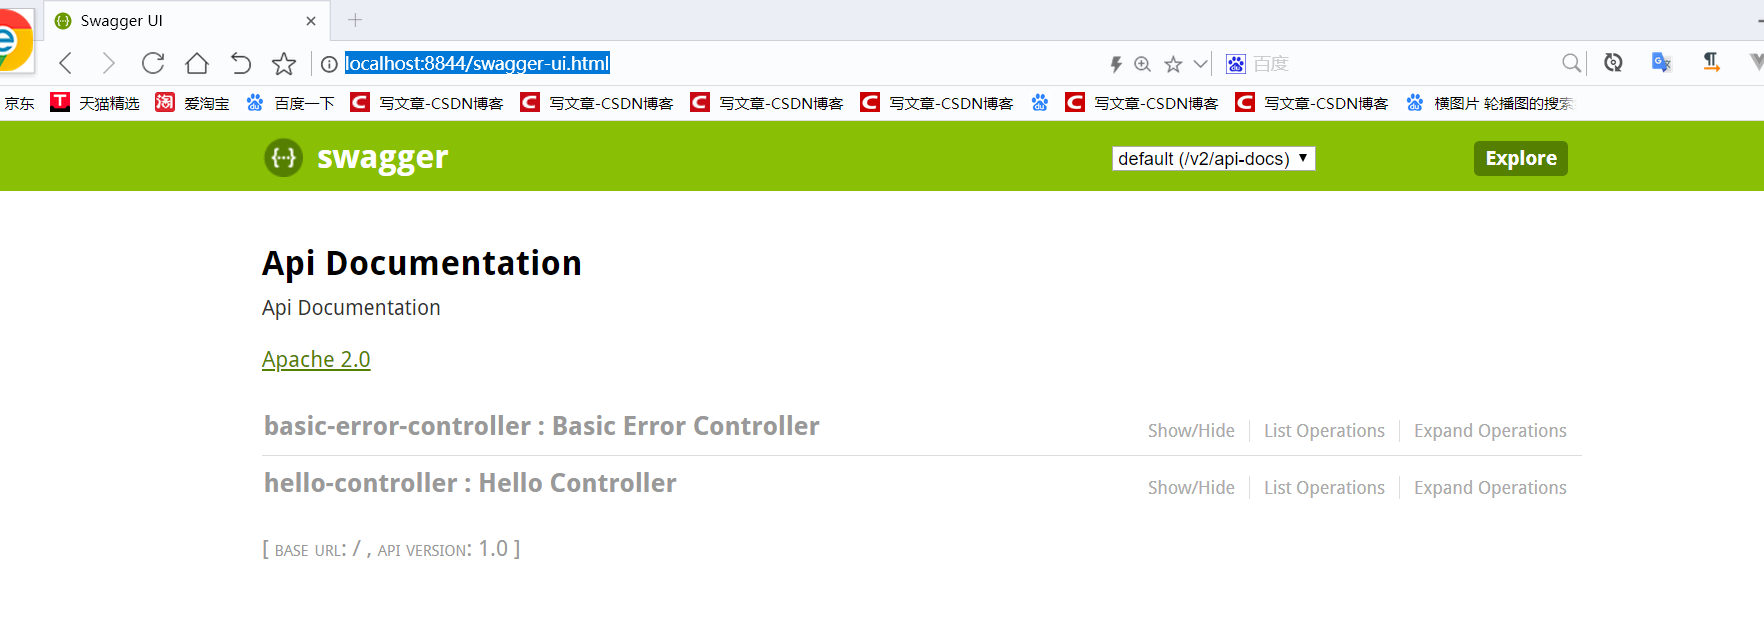 Swagger UI
localhost:8844/swagger-ui.html
百度
京东 天猫精选 爱淘宝 百度一下 写文章-CSDN博客 写文章-CSDN博客 写文章-CSDN博客 写文章-CSDN博客 写文章-CSDN博客 写文章-CSDN博客 横图片 轮播图的搜索
swagger default (/v2/api-docs) Explore
Api Documentation
Api Documentation
Apache 2.0
basic-error-controller : Basic Error Controller Show/Hide List Operations Expand Operations
hello-controller : Hello Controller Show/Hide List Operations Expand Operations
[ BASE URL: / , API VERSION: 1.0 ]